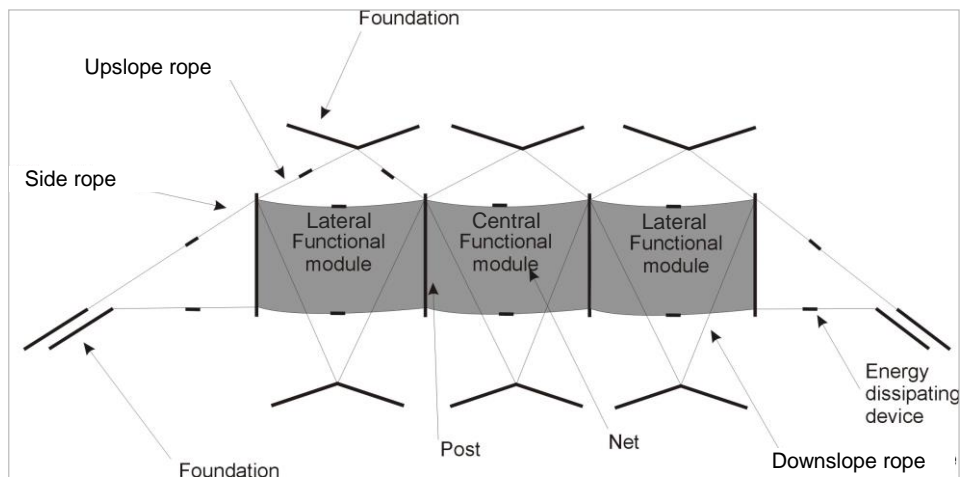 Foundation
Upslope rope
Side rope
Lateral
Functional
module
Central
Functional
module
Lateral
Functional
module
Energy
dissipating
device
Post
Net
Downslope rope
Foundation